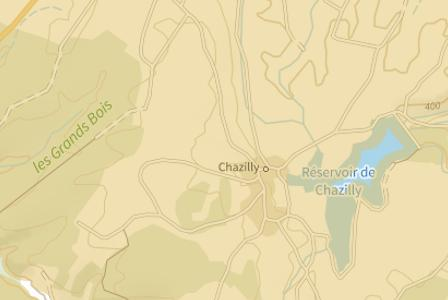 400
les Grands Bois
Chazilly
Réservoir de
Chazilly